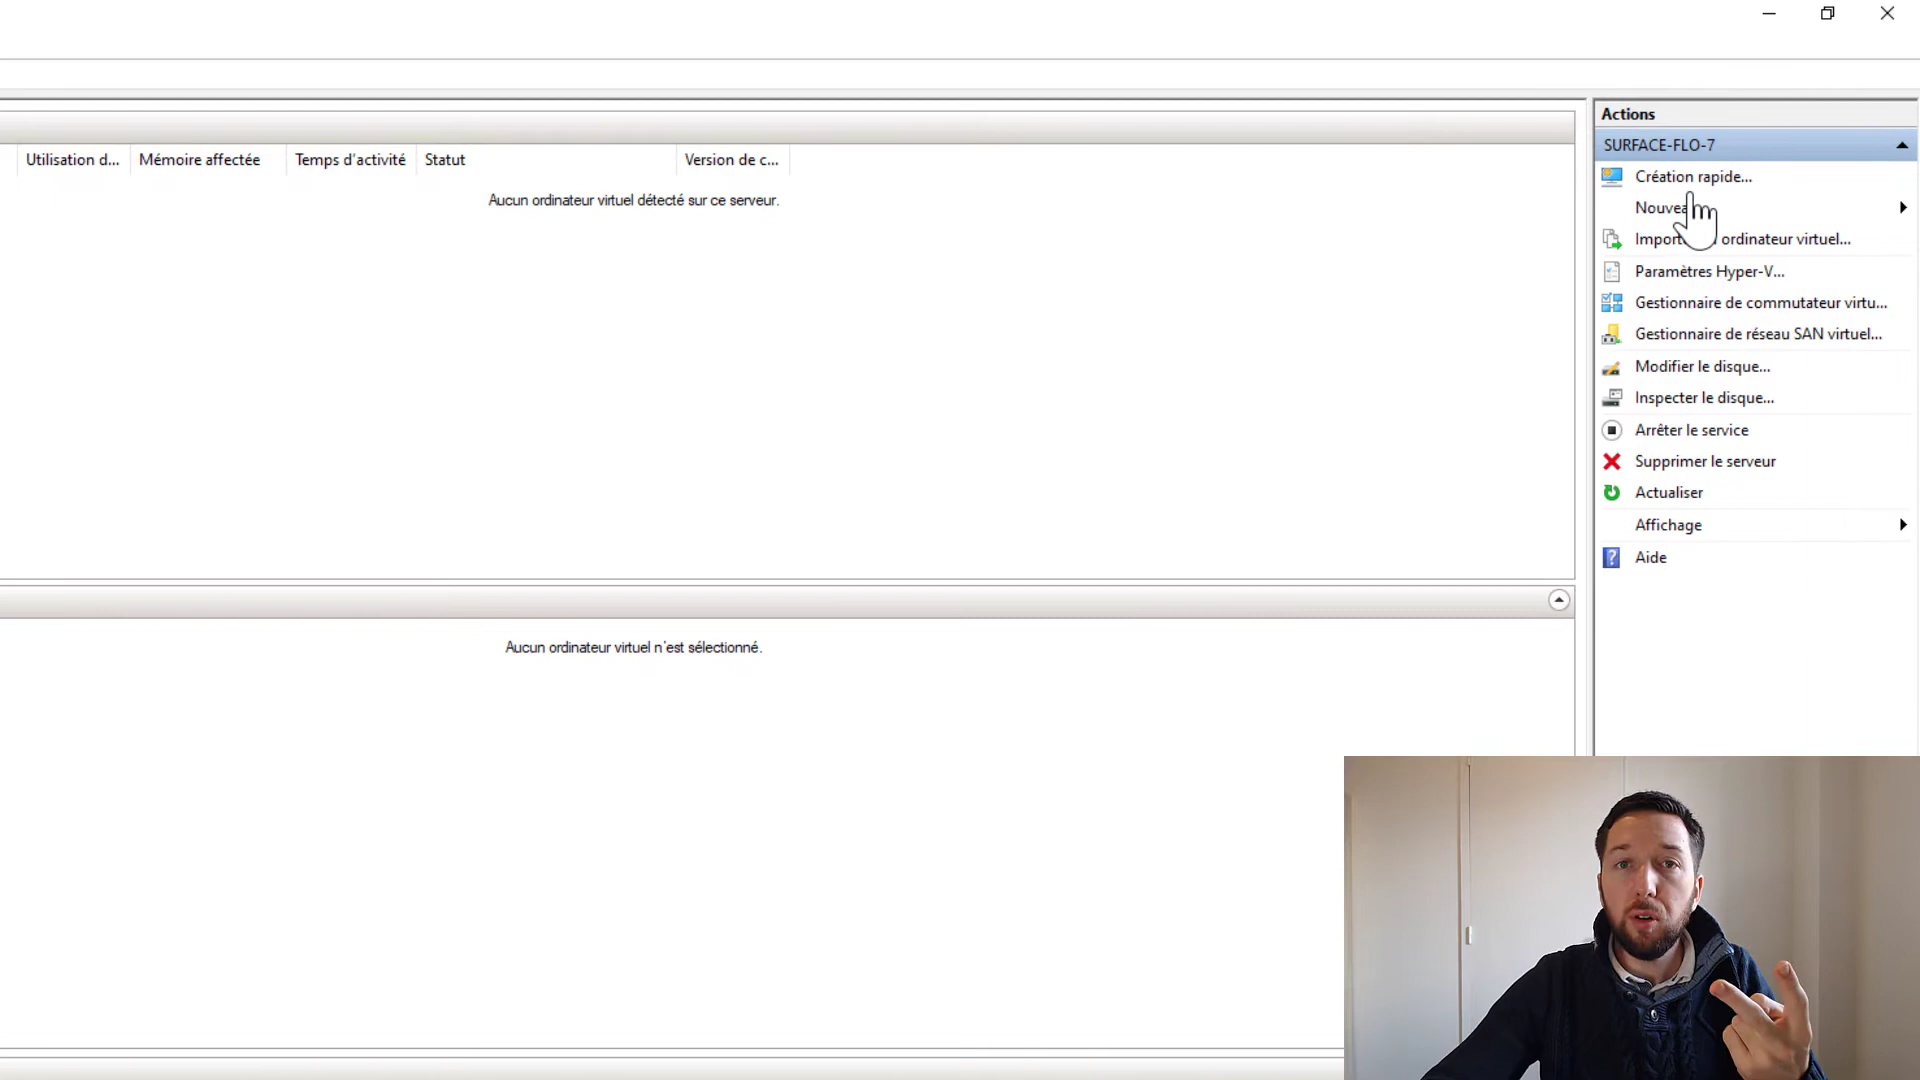 Actions
SURFACE-FLO-7
Utilisation d... Mémoire affectée Temps d'activité Statut Version de c...
Aucun ordinateur virtuel détecté sur ce serveur.
Création rapide...
Nouvea
Import ordinateur virtuel...
Paramètres Hyper-V...
Gestionnaire de commutateur virtu...
Gestionnaire de réseau SAN virtuel...
Modifier le disque...
Inspecter le disque...
Arrêter le service
Supprimer le serveur
Actualiser
Affichage
Aide
Aucun ordinateur virtuel n'est sélectionné.